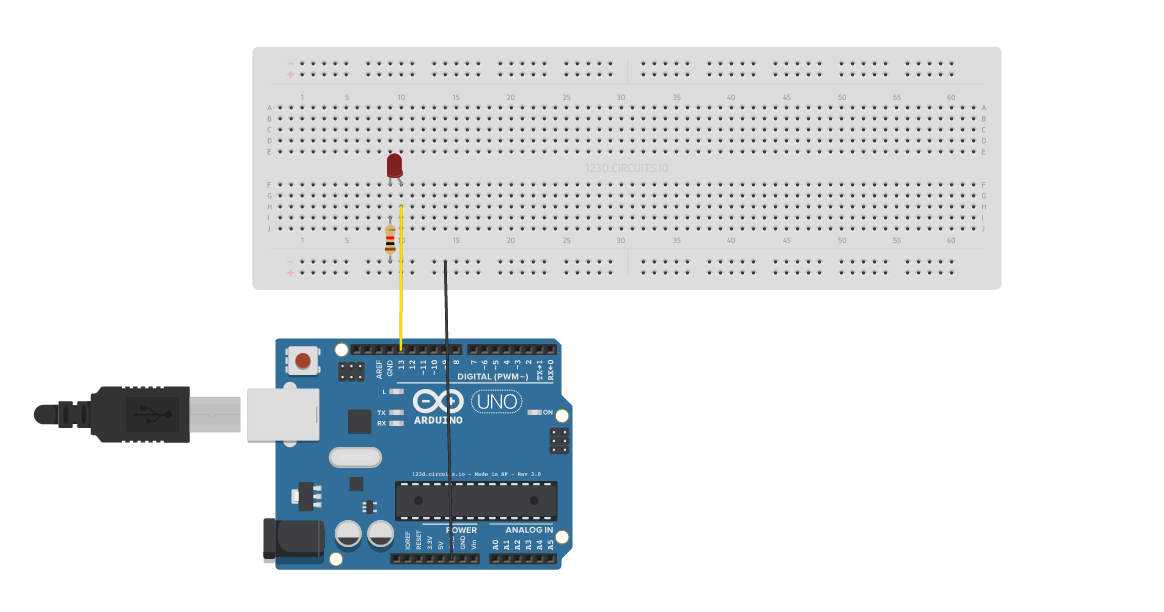 − 
+
1 5 10 15 20 25 30 35 40 45 50 55 60
A A
B B
C C
D D
E E
123D.CIRCUITS.IO
F F
G G
H H
I I
J J
1 5 10 15 20 25 30 35 40 45 50 55 60
−
+
AREF GND 13 12 ~11 ~10 ~9 8 7 ~6 ~5 4 ~3 2 TX→1 RX←0
DIGITAL (PWM~)
L
TX
RX
UNO
ON
ARDUINO
123d.circuits.io - Made in SF - Rev 3.0
POWER ANALOG IN
IOREF RESET 3.3V 5V GND Vin A0 A1 A2 A3 A4 A5